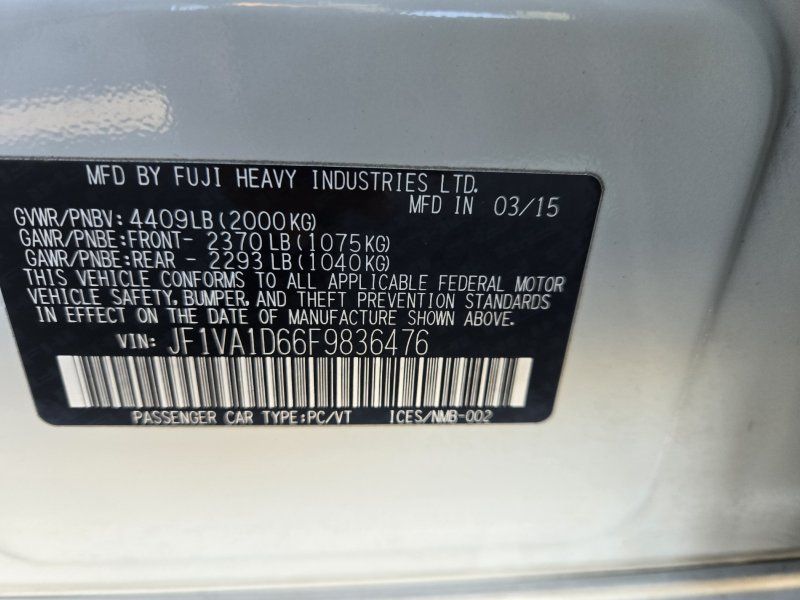 MFD BY FUJI HEAVY INDUSTRIES LTD.
MFD IN 03/15
GVWR/PNBV: 4409LB(2000KG)
GAWR/PNBE:FRONT- 2370LB(1075KG)
GAWR/PNBE:REAR - 2293LB(1040KG)
THIS VEHICLE CONFORMS TO ALL APPLICABLE FEDERAL MOTOR
VEHICLE SAFETY, BUMPER, AND THEFT PREVENTION STANDARDS
IN EFFECT ON THE DATE OF MANUFACTURE SHOWN ABOVE.
VIN: JF1VA1D66F9836476
PASSENGER CAR TYPE:PC/VT ICES/NMB-002